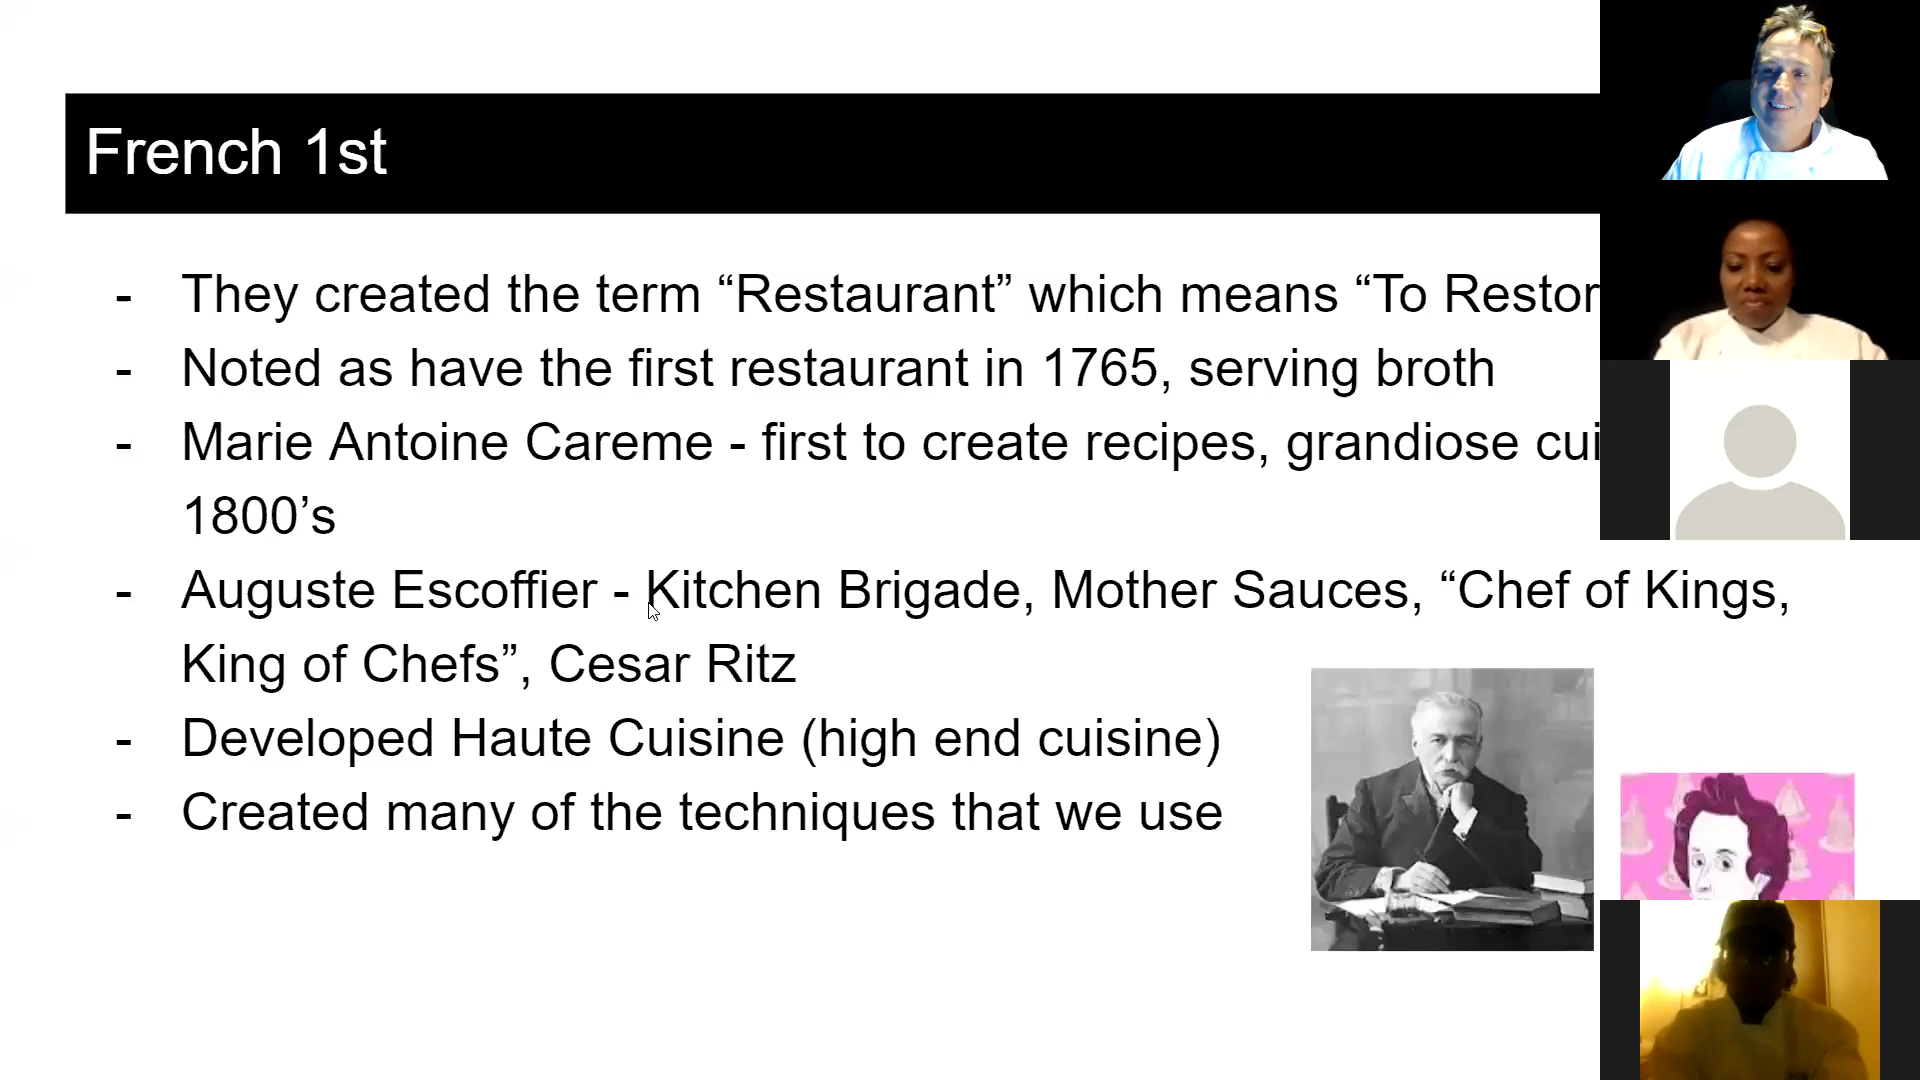 French 1st
- They created the term “Restaurant” which means “To Restor
- Noted as have the first restaurant in 1765, serving broth
- Marie Antoine Careme - first to create recipes, grandiose cui
1800’s
- Auguste Escoffier - Kitchen Brigade, Mother Sauces, “Chef of Kings,
King of Chefs”, Cesar Ritz
- Developed Haute Cuisine (high end cuisine)
- Created many of the techniques that we use